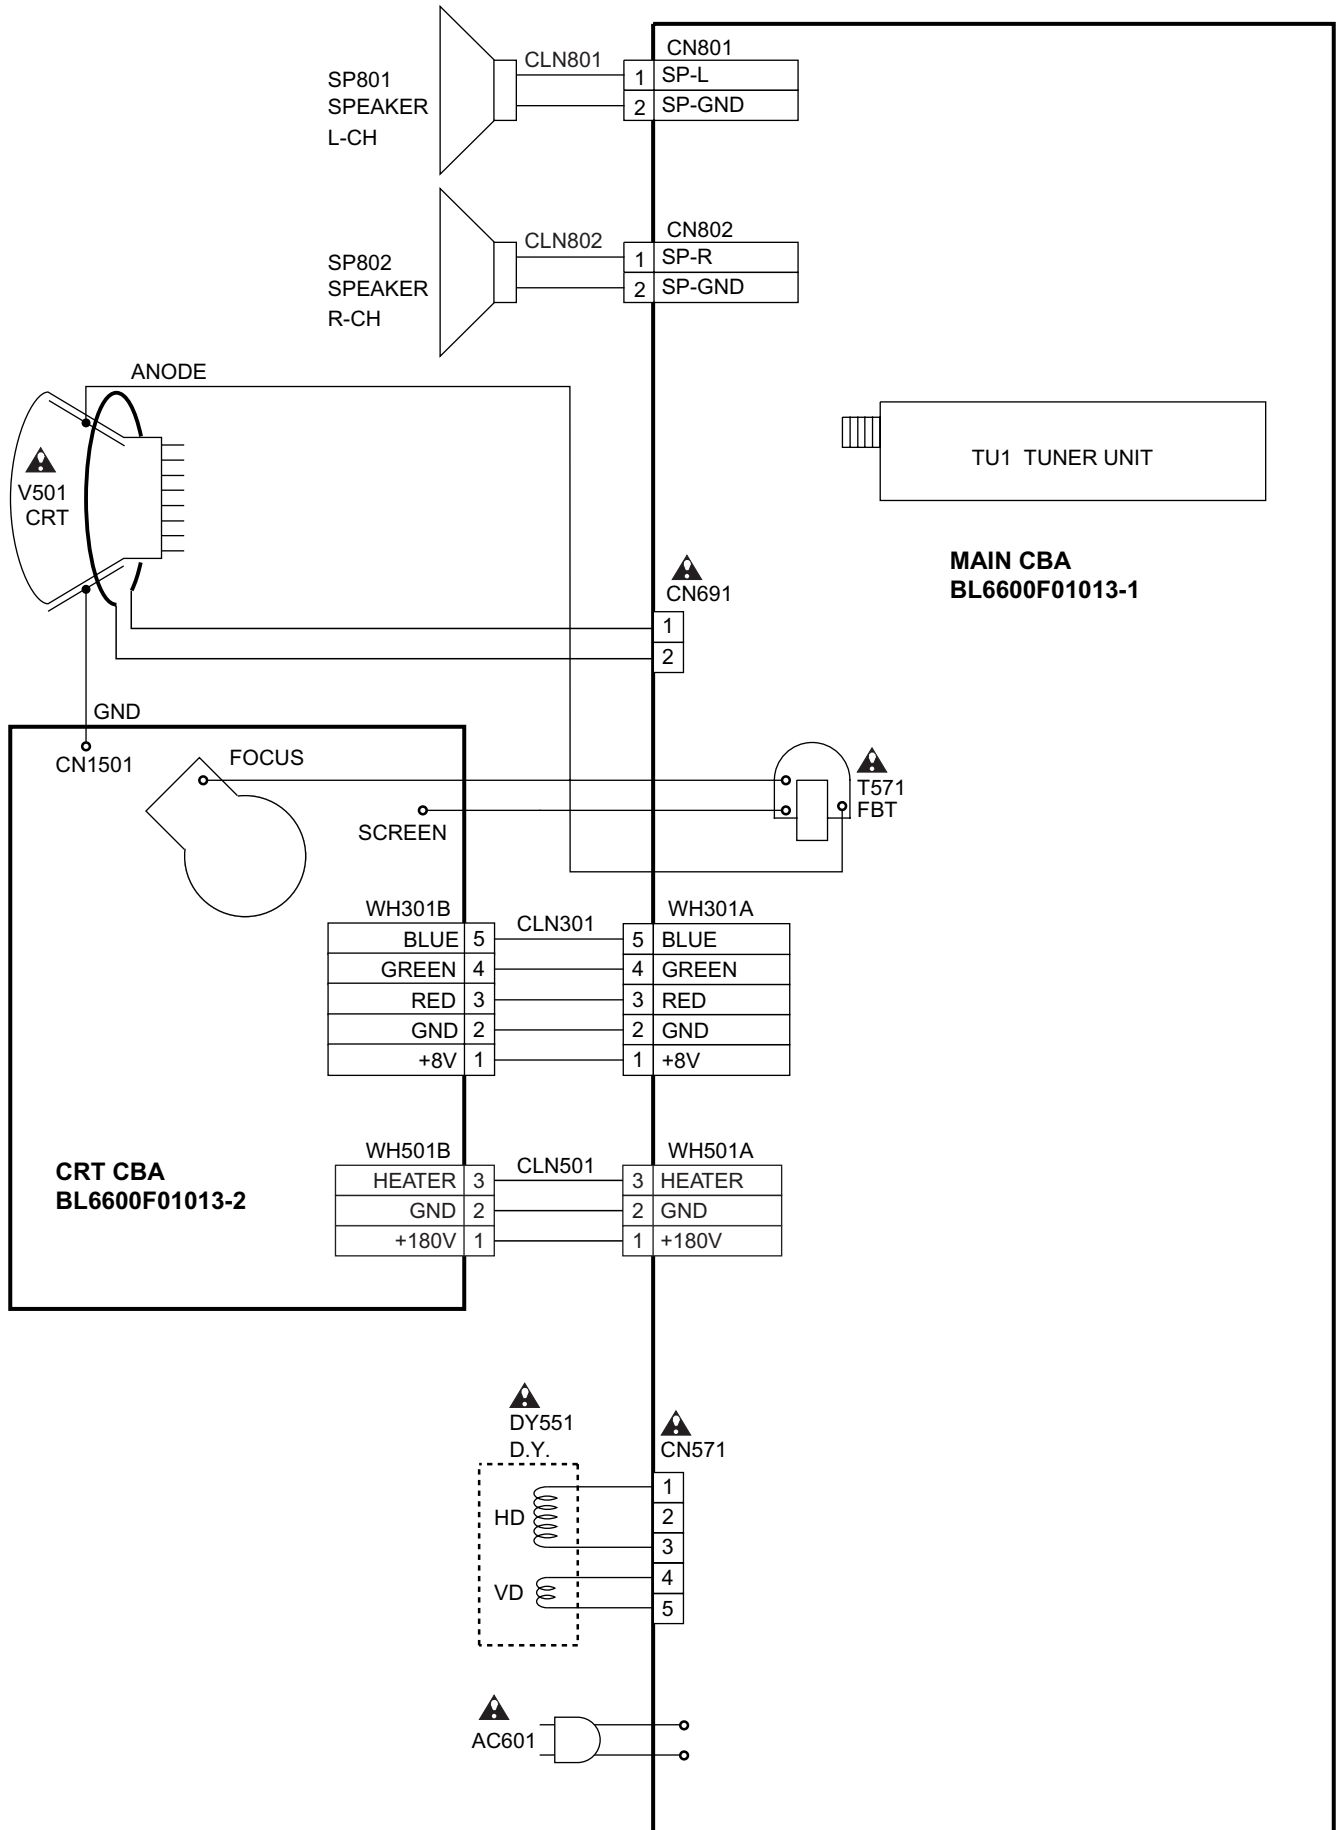 CN801
CLN801
SP801
SPEAKER
L-CH
1 SP-L
2 SP-GND
CN802
CLN802
SP802
SPEAKER
R-CH
1 SP-R
2 SP-GND
ANODE
V501
CRT
TU1 TUNER UNIT
MAIN CBA
BL6600F01013-1
CN691
1
2
GND
CN1501
FOCUS
SCREEN
T571
FBT
WH301B CLN301 WH301A
BLUE 5 5 BLUE
GREEN 4 4 GREEN
RED 3 3 RED
GND 2 2 GND
+8V 1 1 +8V
WH501B CLN501 WH501A
HEATER 3 3 HEATER
GND 2 2 GND
+180V 1 1 +180V
CRT CBA
BL6600F01013-2
DY551
D.Y.
CN571
HD
VD
1
2
3
4
5
AC601